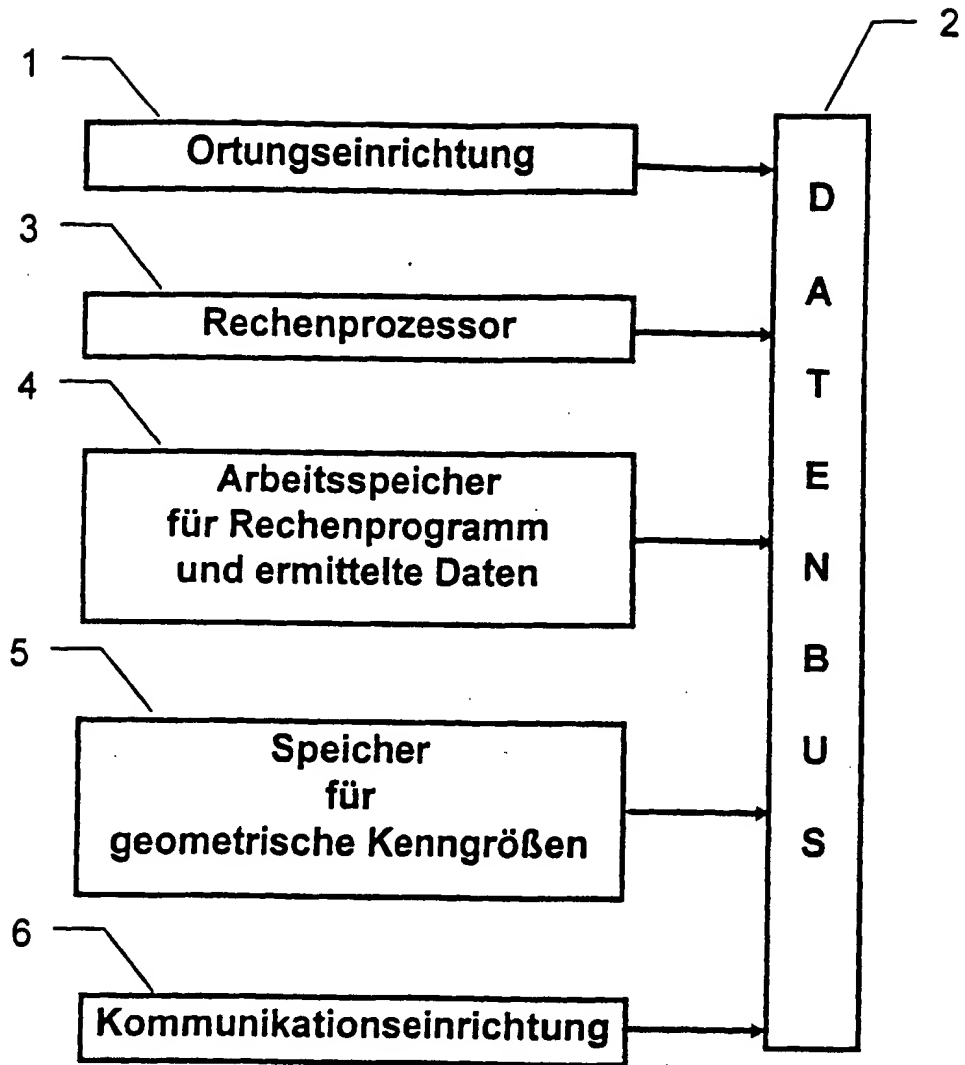 2
1
Ortungseinrichtung
3
Rechenprozessor
4
Arbeitsspeicher
für Rechenprogramm
und ermittelte Daten
5
Speicher
für
geometrische Kenngrößen
6
Kommunikationseinrichtung
D
A
T
E
N
B
U
S